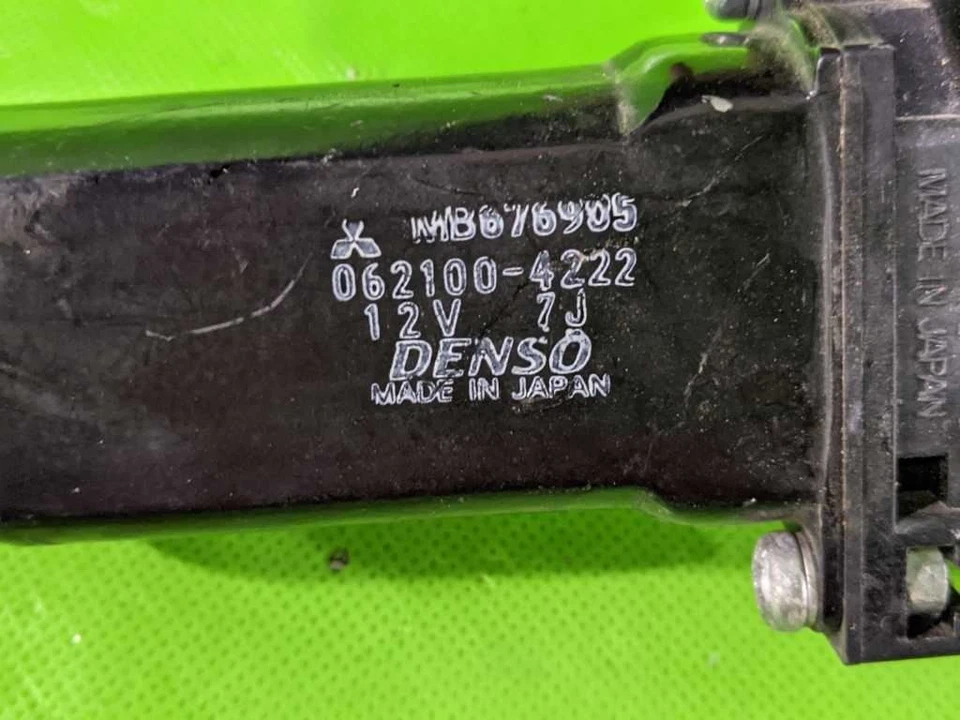 MB676905
062100-4222
12V 7J
DENSO
MADE IN JAPAN
MADE IN JAPAN